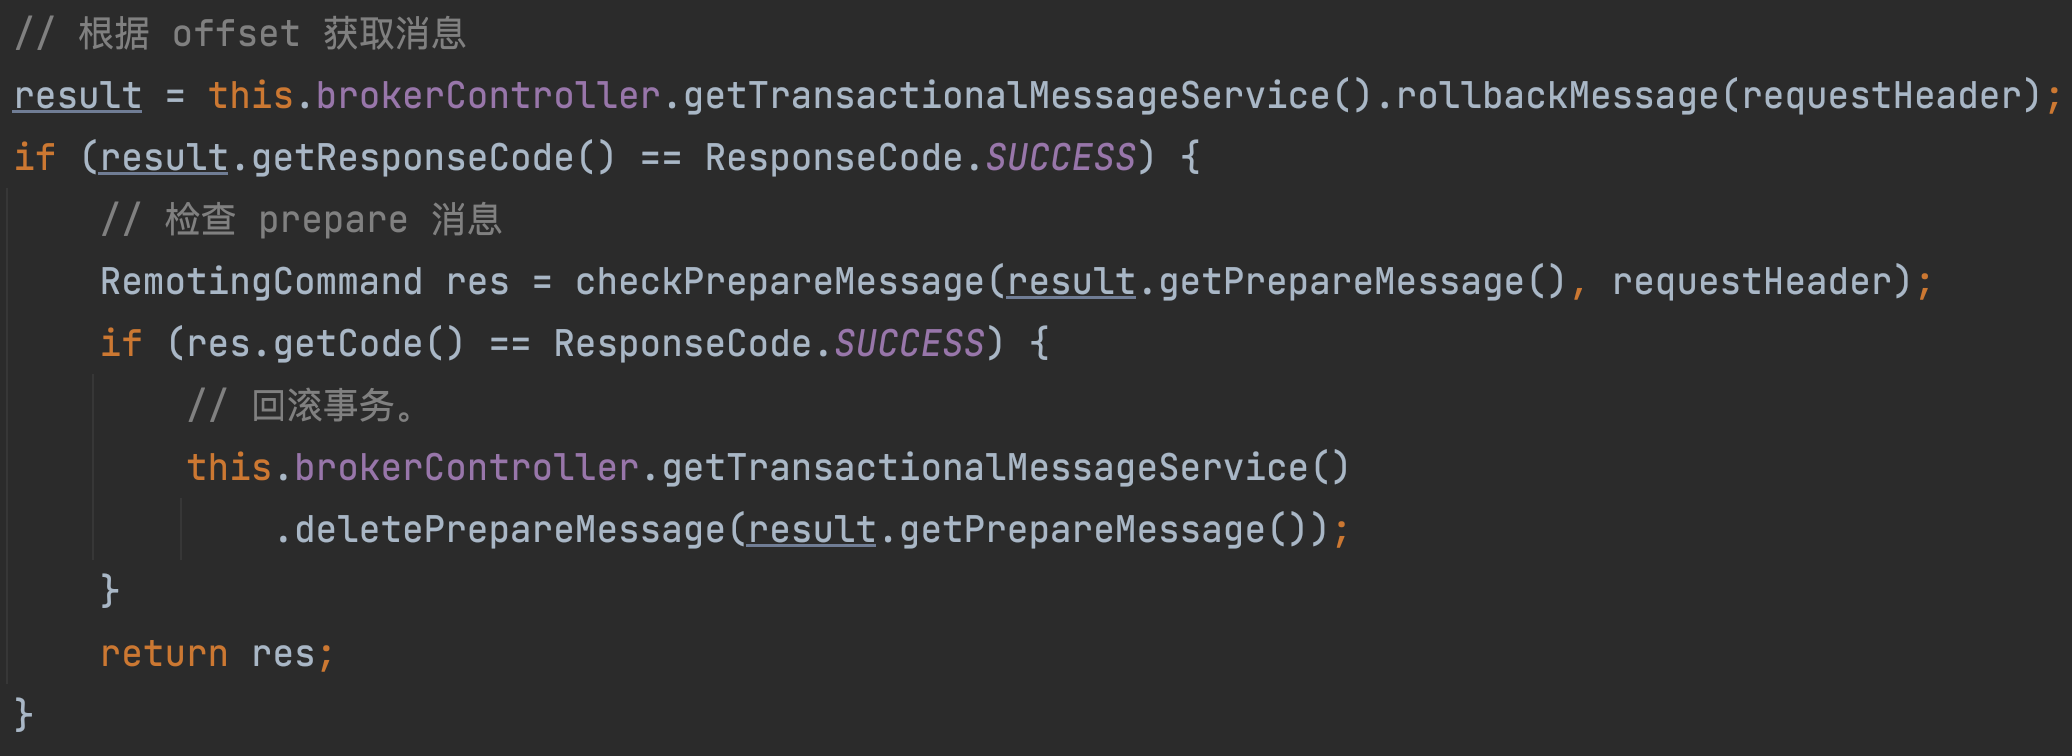 // 根据 offset 获取消息
result = this.brokerController.getTransactionalMessageService().rollbackMessage(requestHeader);
if (result.getResponseCode() == ResponseCode.SUCCESS) {
    // 检查 prepare 消息
    RemotingCommand res = checkPrepareMessage(result.getPrepareMessage(), requestHeader);
    if (res.getCode() == ResponseCode.SUCCESS) {
        // 回滚事务。
        this.brokerController.getTransactionalMessageService()
            .deletePrepareMessage(result.getPrepareMessage());
    }
    return res;
}